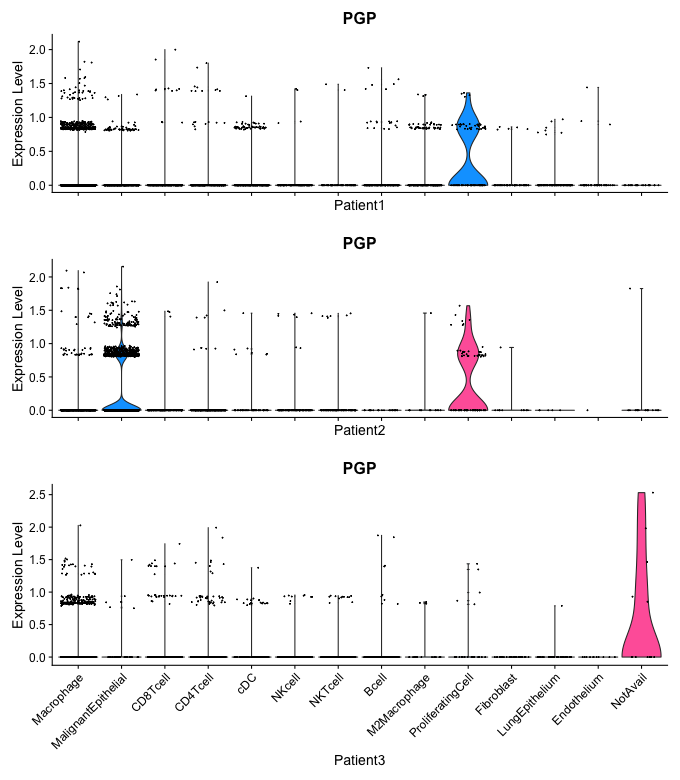 PGP
Expression Level
2.0
1.5
1.0
0.5
0.0
Patient1
PGP
Expression Level
2.0
1.5
1.0
0.5
0.0
Patient2
PGP
Expression Level
2.5
2.0
1.5
1.0
0.5
0.0
Macrophage
MalignantEpithelial
CD8Tcell
CD4Tcell
cDC
NKcell
NKTcell
Bcell
M2Macrophage
ProliferatingCell
Fibroblast
LungEpithelium
Endothelium
NotAvail
Patient3